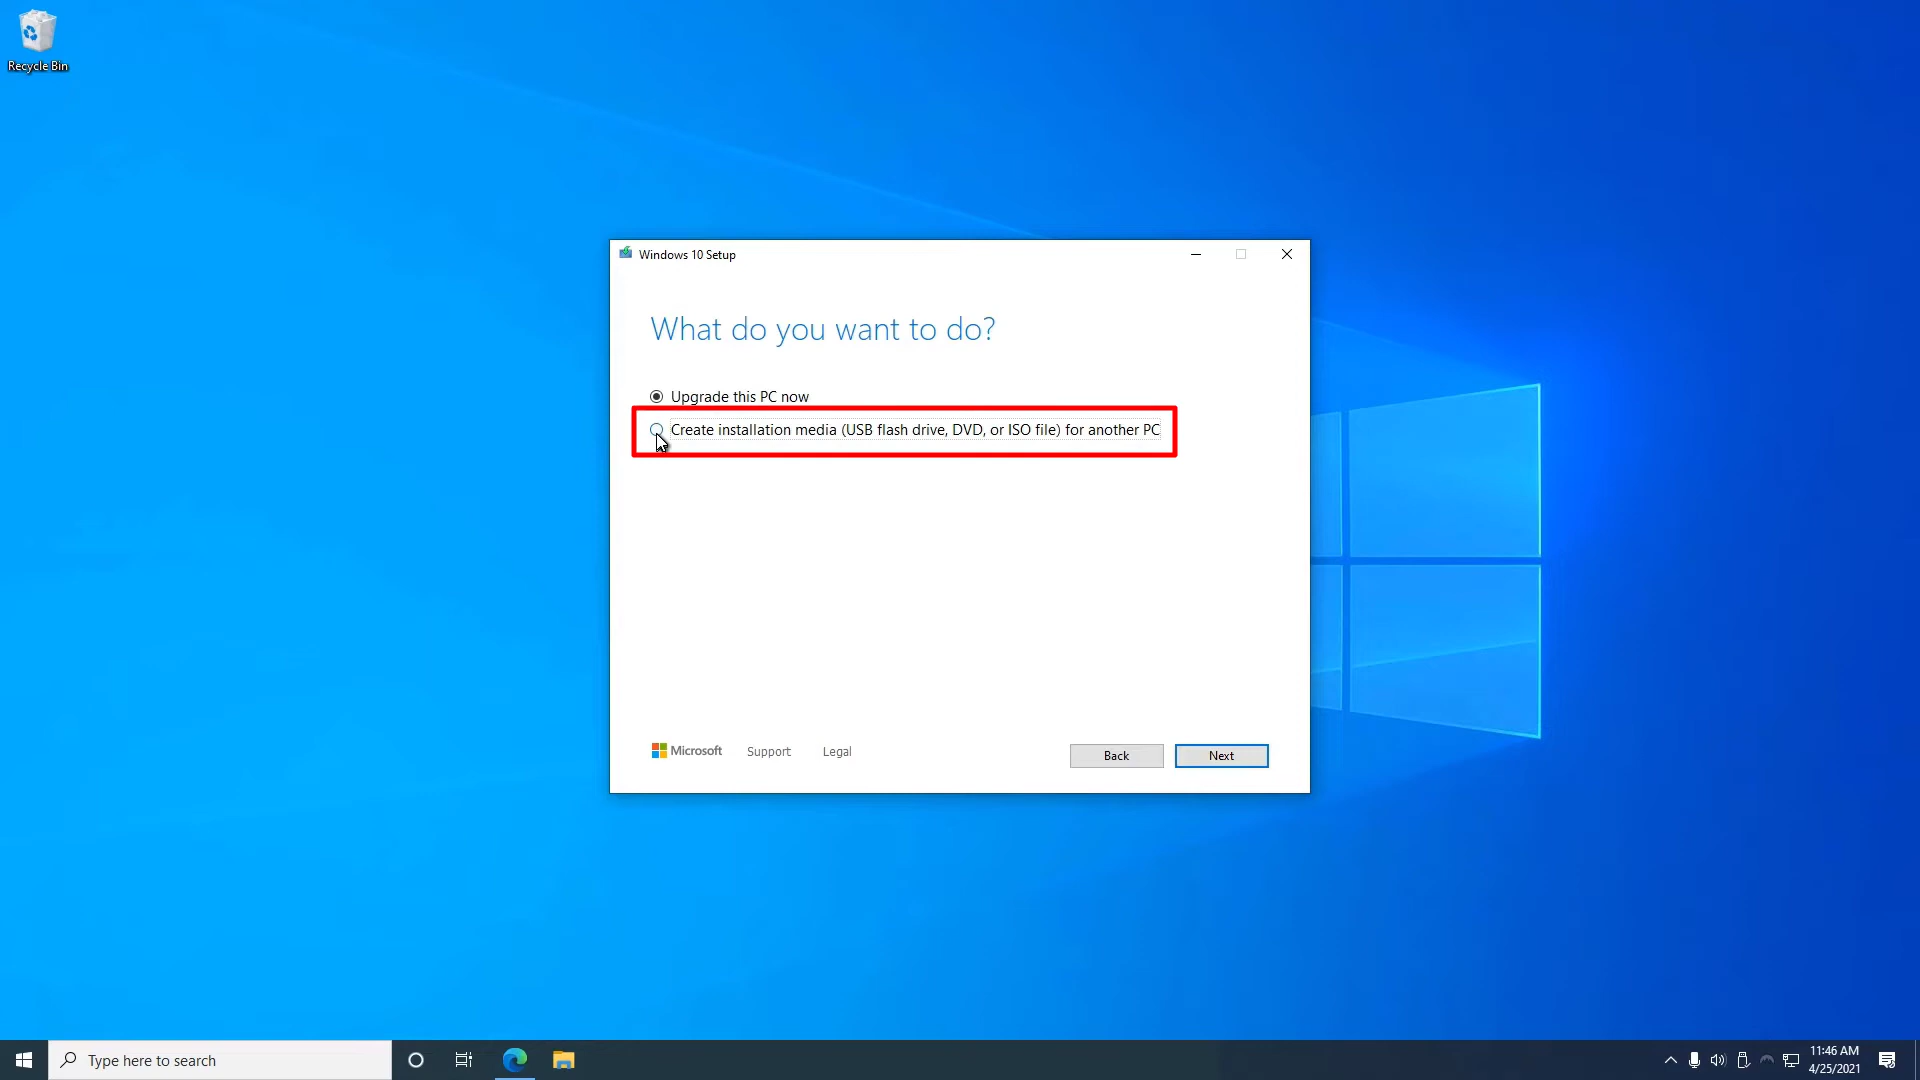 Recycle Bin
Windows 10 Setup
What do you want to do?
Upgrade this PC now
Create installation media (USB flash drive, DVD, or ISO file) for another PC
Microsoft
Support
Legal
Back
Next
Type here to search
11:46 AM
4/25/2021